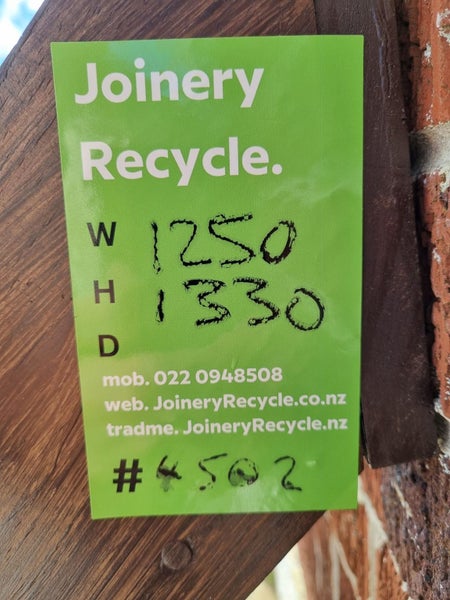 Joinery
Recycle.
W 1250
H 1330
D
mob. 022 0948508
web. JoineryRecycle.co.nz
tradme. JoineryRecycle.nz
# 4502